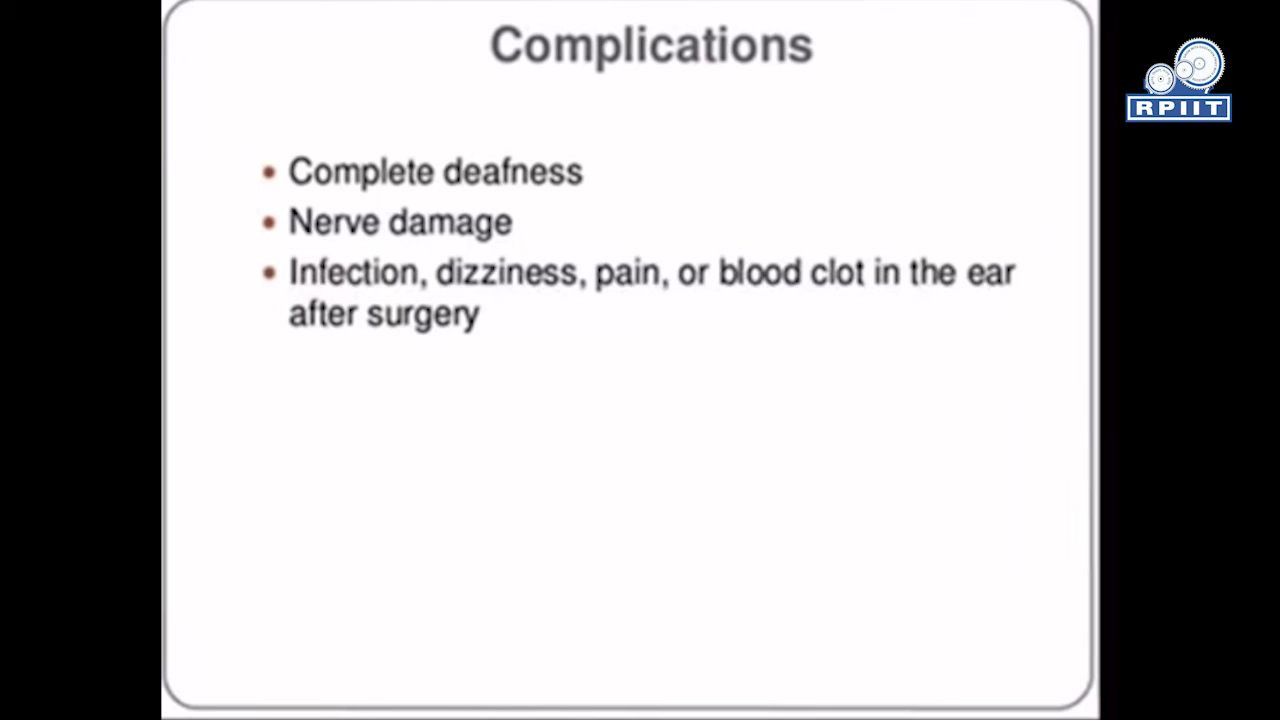 Complications
• Complete deafness
• Nerve damage
• Infection, dizziness, pain, or blood clot in the ear
after surgery
RPIIT